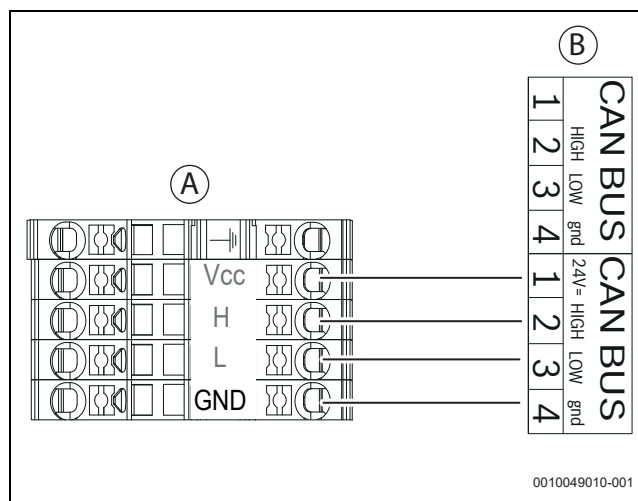 B
CAN BUS
1
2 HIGH
3 LOW
4 gnd
CAN BUS
1 24V=
2 HIGH
3 LOW
4 gnd
A
Vcc
H
L
GND
0010049010-001